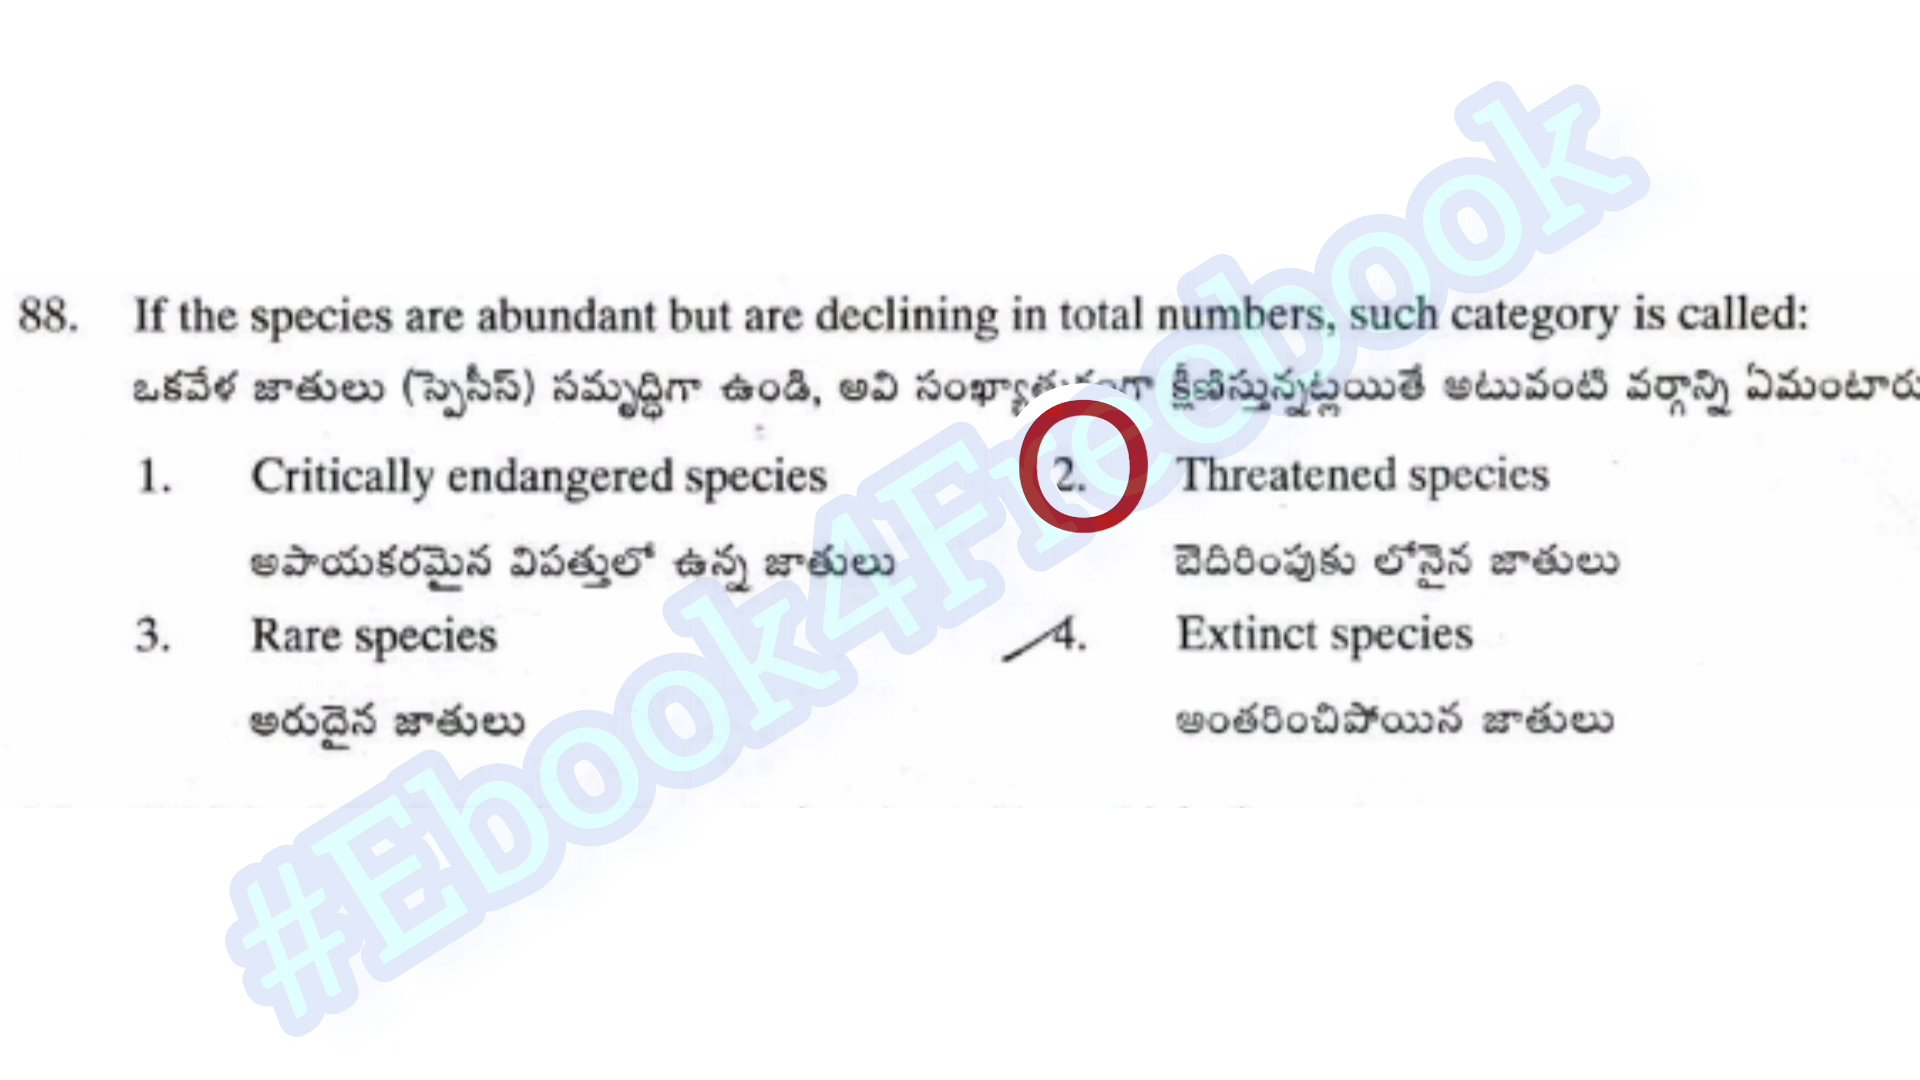 88. If the species are abundant but are declining in total numbers, such category is called:
ఒకవేళ జాతులు (స్పెసీస్) సమృద్ధిగా ఉండి, అవి క్షీణిస్తున్నట్లయితే అటువంటి వర్గాన్ని ఏమంటారు
1. Critically endangered species 2. Threatened species
అపాయకరమైన విపత్తులో ఉన్న జాతులు బెదిరింపుకు లోనైన జాతులు
3. Rare species 4. Extinct species
అరుదైన జాతులు అంతరించిపోయిన జాతులు
#Ebook4Freebook